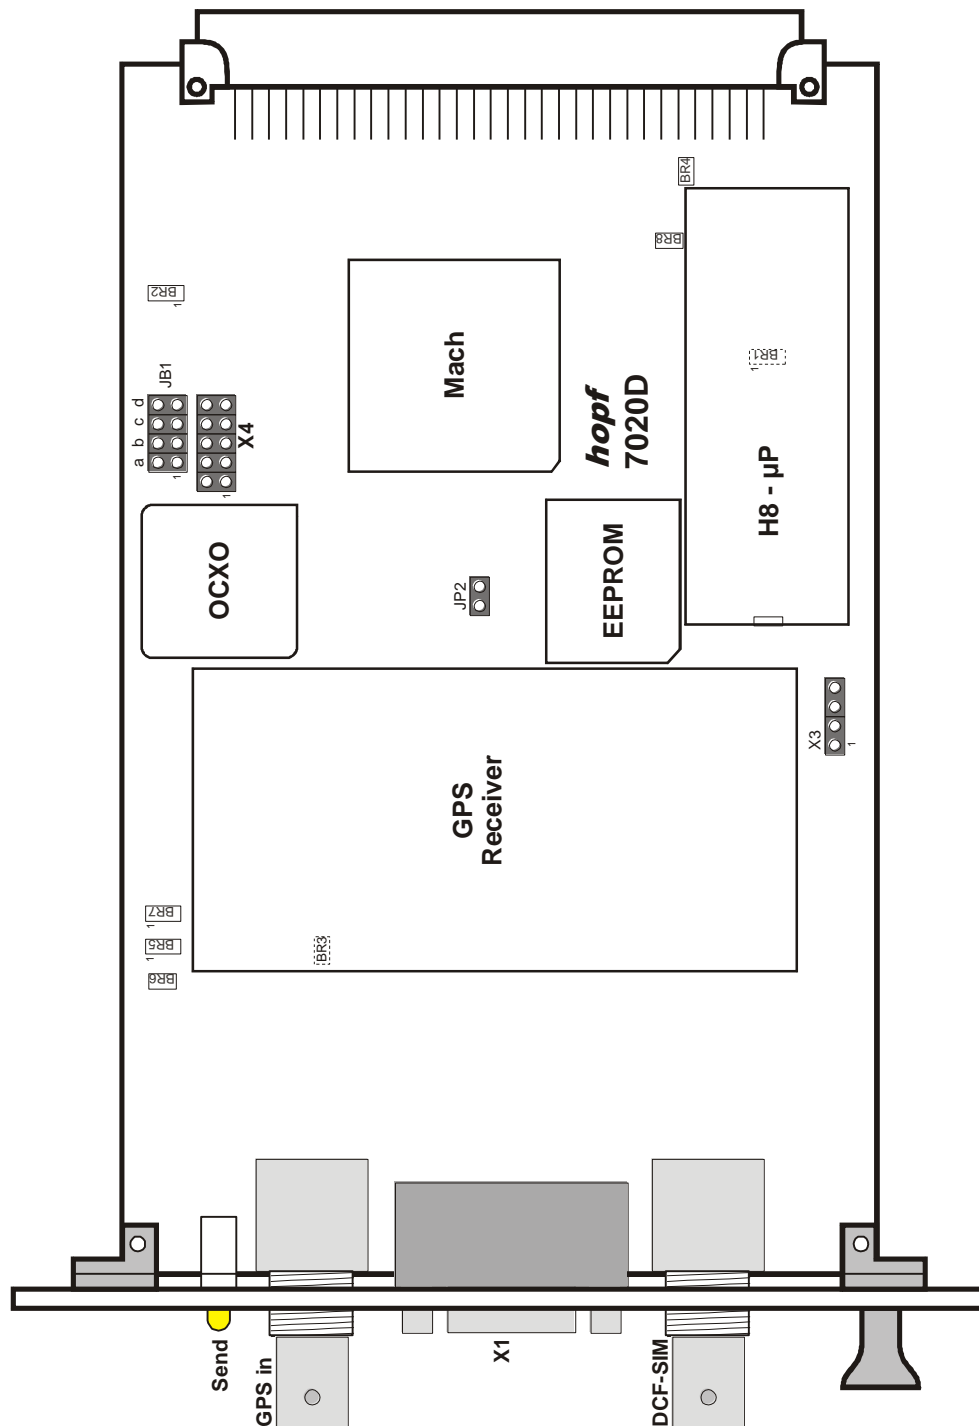 BR4
BR8
BR2
1
Mach
BR1
1
JB1
a b c d
1
X4
1
hopf
7020D
H8 - µP
OCXO
EEPROM
JP2
X3
1
GPS
Receiver
BR7
1
BR5
1
BR6
BR3
Send
GPS in
X1
DCF-SIM